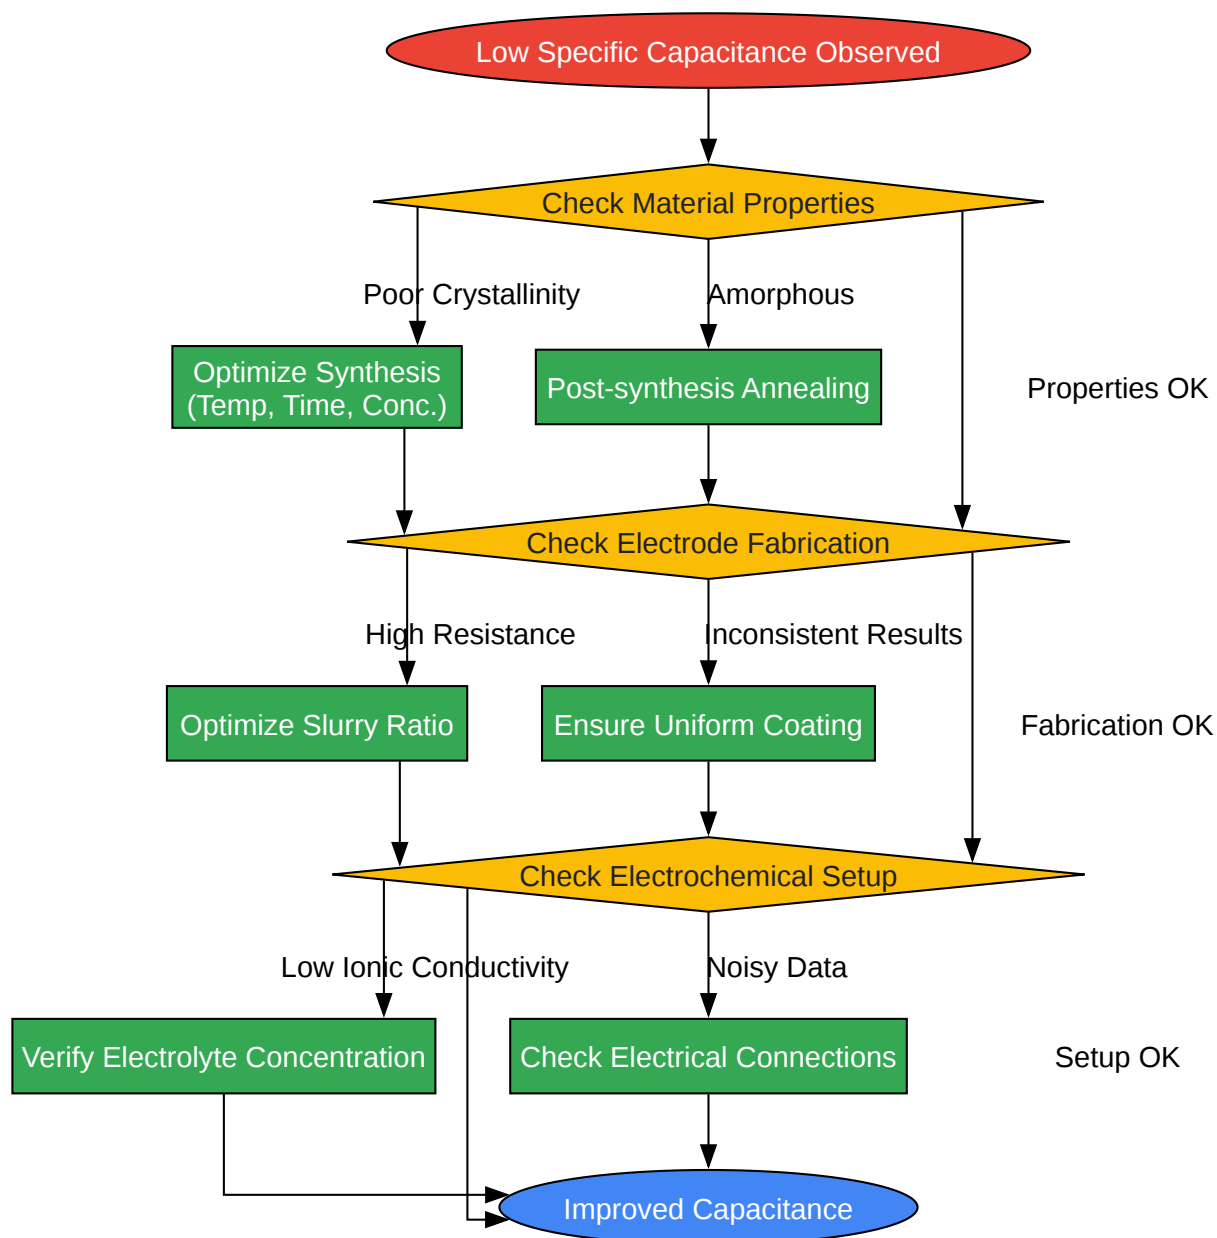 Low Specific Capacitance Observed
Check Material Properties
Poor Crystallinity
Amorphous
Optimize Synthesis
(Temp, Time, Conc.)
Post-synthesis Annealing
Properties OK
Check Electrode Fabrication
High Resistance
Inconsistent Results
Optimize Slurry Ratio
Ensure Uniform Coating
Fabrication OK
Check Electrochemical Setup
Low Ionic Conductivity
Noisy Data
Verify Electrolyte Concentration
Check Electrical Connections
Setup OK
Improved Capacitance